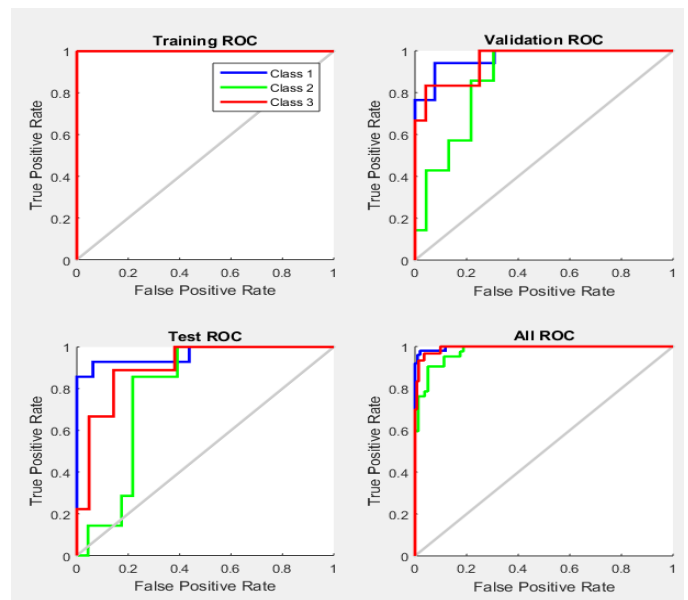 Training ROC
1
0.8
0.6
0.4
0.2
0
True Positive Rate
Class 1
Class 2
Class 3
0 0.2 0.4 0.6 0.8 1
False Positive Rate
Validation ROC
1
0.8
0.6
0.4
0.2
0
True Positive Rate
0 0.2 0.4 0.6 0.8 1
False Positive Rate
Test ROC
1
0.8
0.6
0.4
0.2
0
True Positive Rate
0 0.2 0.4 0.6 0.8 1
False Positive Rate
All ROC
1
0.8
0.6
0.4
0.2
0
True Positive Rate
0 0.2 0.4 0.6 0.8 1
False Positive Rate